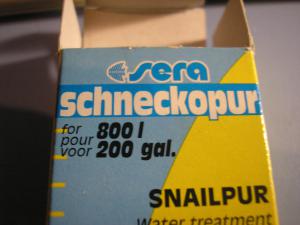 sera
schneckopur
for
pour 800 l
voor 200 gal.
SNAILPUR
Water treatment